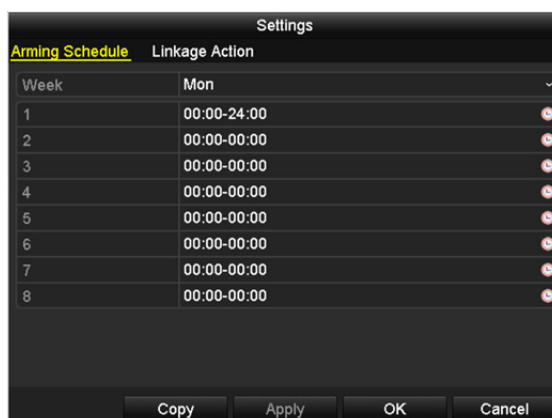 Settings
Arming Schedule Linkage Action
Week Mon
1 00:00-24:00
2 00:00-00:00
3 00:00-00:00
4 00:00-00:00
5 00:00-00:00
6 00:00-00:00
7 00:00-00:00
8 00:00-00:00
Copy Apply OK Cancel